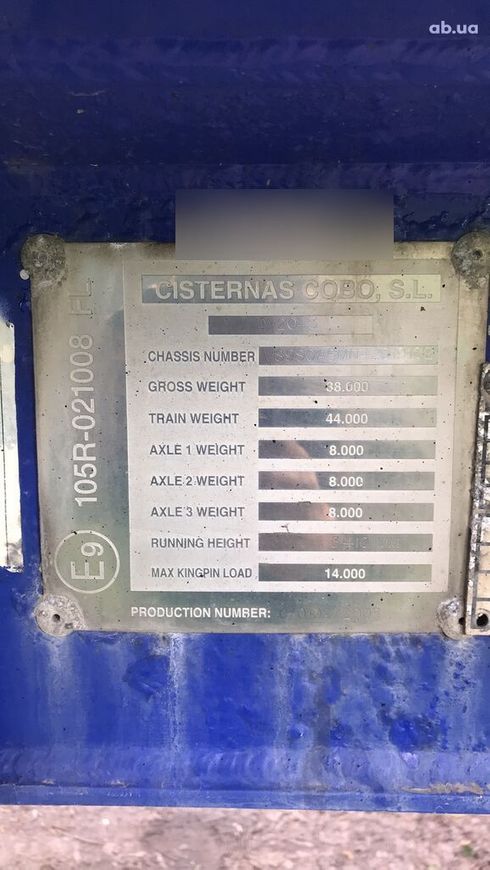 ab.ua
CISTERNAS COBO, S.L.
CHASSIS NUMBER
GROSS WEIGHT 38.000
TRAIN WEIGHT 44.000
AXLE 1 WEIGHT 8.000
AXLE 2 WEIGHT 8.000
AXLE 3 WEIGHT 8.000
RUNNING HEIGHT
MAX KINGPIN LOAD 14.000
PRODUCTION NUMBER:
E9 105R-021008 FL